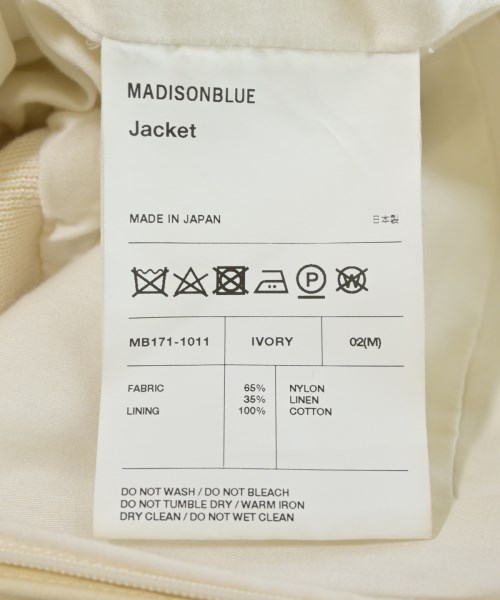 MADISONBLUE
Jacket
MADE IN JAPAN 日本製
P W
MB171-1011 IVORY 02(M)
FABRIC 65% NYLON
35% LINEN
LINING 100% COTTON
DO NOT WASH / DO NOT BLEACH
DO NOT TUMBLE DRY / WARM IRON
DRY CLEAN / DO NOT WET CLEAN